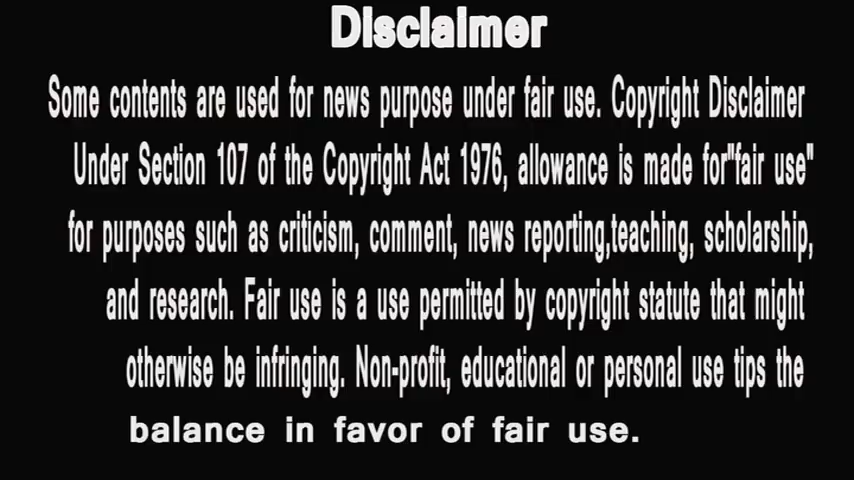 Disclaimer
Some contents are used for news purpose under fair use. Copyright Disclaimer
Under Section 107 of the Copyright Act 1976, allowance is made for"fair use"
for purposes such as criticism, comment, news reporting,teaching, scholarship,
and research. Fair use is a use permitted by copyright statute that might
otherwise be infringing. Non-profit, educational or personal use tips the
balance in favor of fair use.